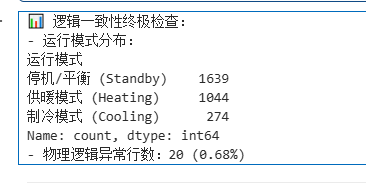 📊 逻辑一致性终极检查：
- 运行模式分布：
运行模式
停机/平衡 (Standby)    1639
供暖模式 (Heating)     1044
制冷模式 (Cooling)      274
Name: count, dtype: int64
- 物理逻辑异常行数：20 (0.68%)